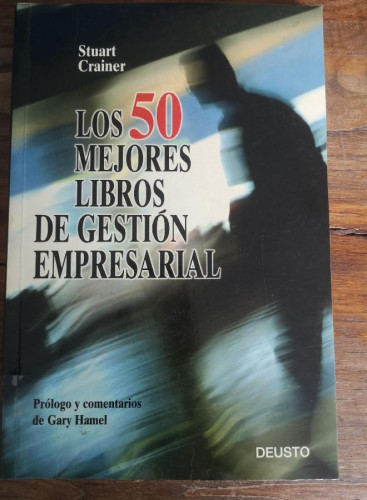 Stuart
Crainer
LOS 50
MEJORES
LIBROS
DE GESTIÓN
EMPRESARIAL
Prólogo y comentarios
de Gary Hamel
DEUSTO